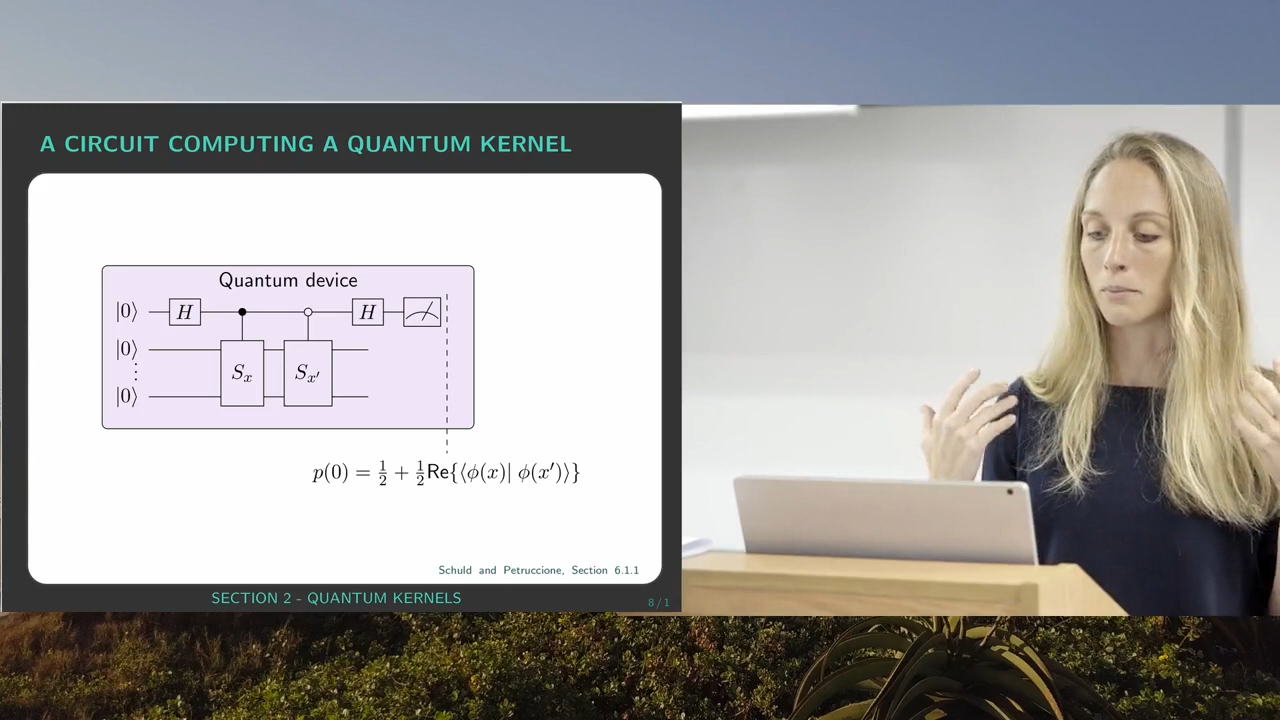 A CIRCUIT COMPUTING A QUANTUM KERNEL
Quantum device
|0⟩ H H
|0⟩
⋮ S_x S_x′
|0⟩
p(0) = 1/2 + 1/2 Re{⟨ϕ(x)| ϕ(x′)⟩}
Schuld and Petruccione, Section 6.1.1
SECTION 2 - QUANTUM KERNELS
8 / 1